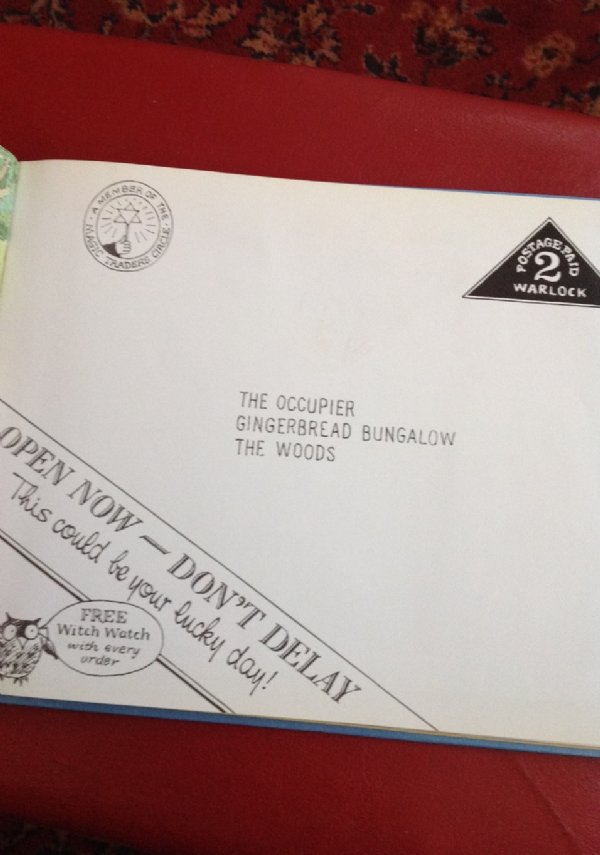 A MEMBER OF THE
MAGIC TRADERS CIRCLE
POSTAGE PAID
2
WARLOCK
THE OCCUPIER
GINGERBREAD BUNGALOW
THE WOODS
OPEN NOW — DON'T DELAY
This could be your lucky day!
FREE
Witch Watch
with every
order